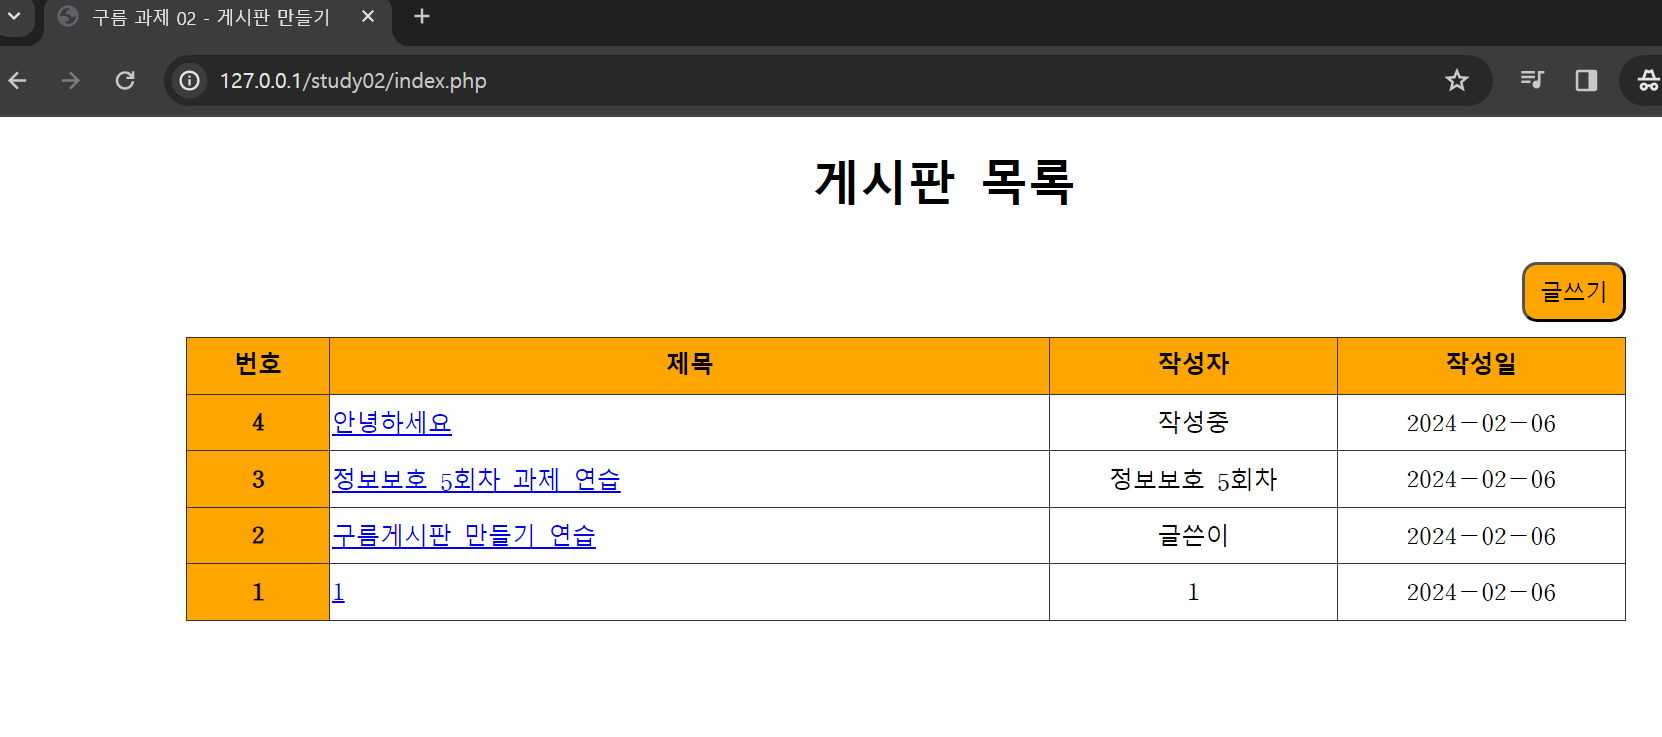 구름 과제 02 - 게시판 만들기
127.0.0.1/study02/index.php
게시판 목록
글쓰기
번호 제목 작성자 작성일
4 안녕하세요 작성중 2024-02-06
3 정보보호 5회차 과제 연습 정보보호 5회차 2024-02-06
2 구름게시판 만들기 연습 글쓴이 2024-02-06
1 1 1 2024-02-06